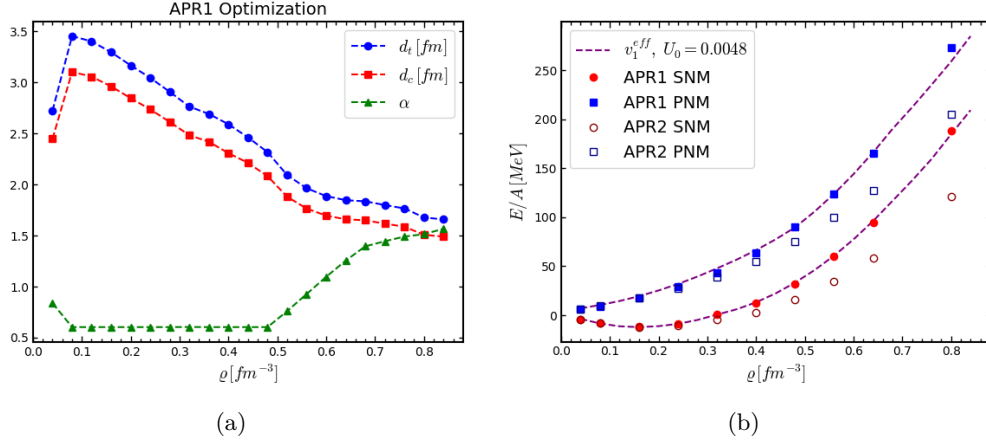 APR1 Optimization
3.5
3.0
2.5
2.0
1.5
1.0
0.5
0.0 0.1 0.2 0.3 0.4 0.5 0.6 0.7 0.8
ϱ [fm⁻³]
d_t [fm]
d_c [fm]
α
(a)
E/A [MeV]
250
200
150
100
50
0
0.0 0.1 0.2 0.3 0.4 0.5 0.6 0.7 0.8
ϱ [fm⁻³]
v_1^{eff}, U_0 = 0.0048
APR1 SNM
APR1 PNM
APR2 SNM
APR2 PNM
(b)